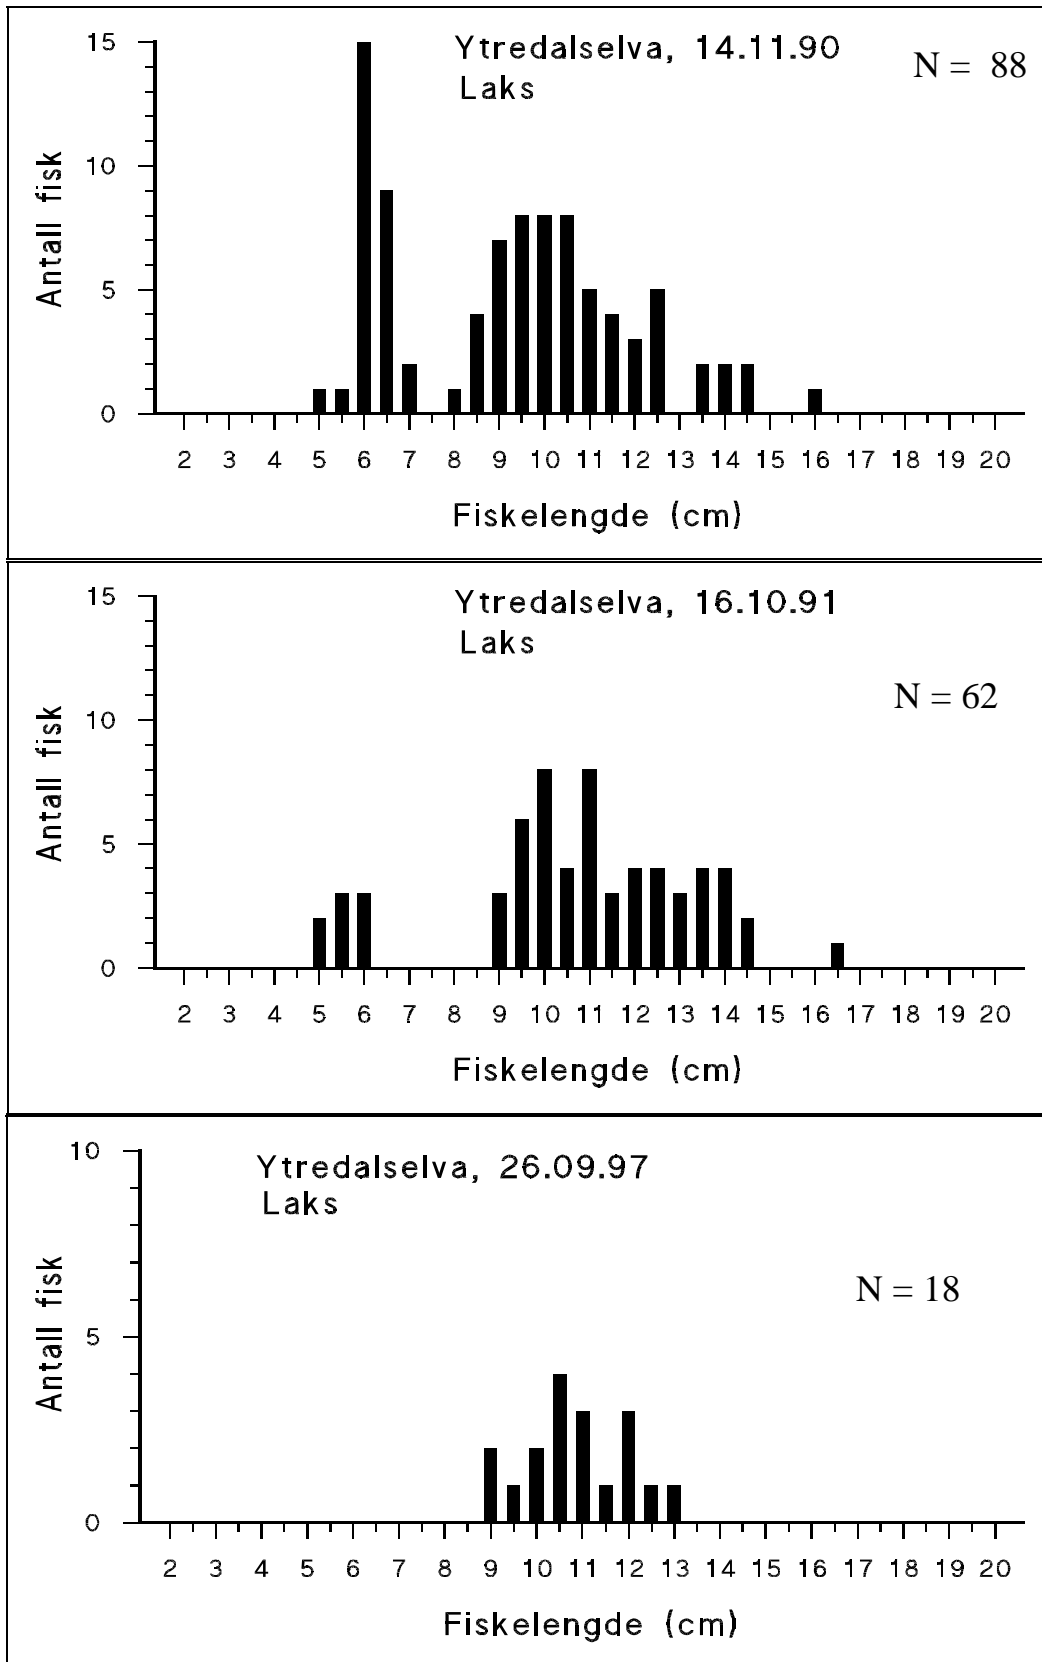 15
Ytredalselva, 14.11.90
N = 88
Laks
10
Antall fisk
5
0
2 3 4 5 6 7 8 9 10 11 12 13 14 15 16 17 18 19 20
Fiskelengde (cm)
15
Ytredalselva, 16.10.91
Laks
N = 62
10
Antall fisk
5
0
2 3 4 5 6 7 8 9 10 11 12 13 14 15 16 17 18 19 20
Fiskelengde (cm)
10
Ytredalselva, 26.09.97
Laks
N = 18
Antall fisk
5
0
2 3 4 5 6 7 8 9 10 11 12 13 14 15 16 17 18 19 20
Fiskelengde (cm)